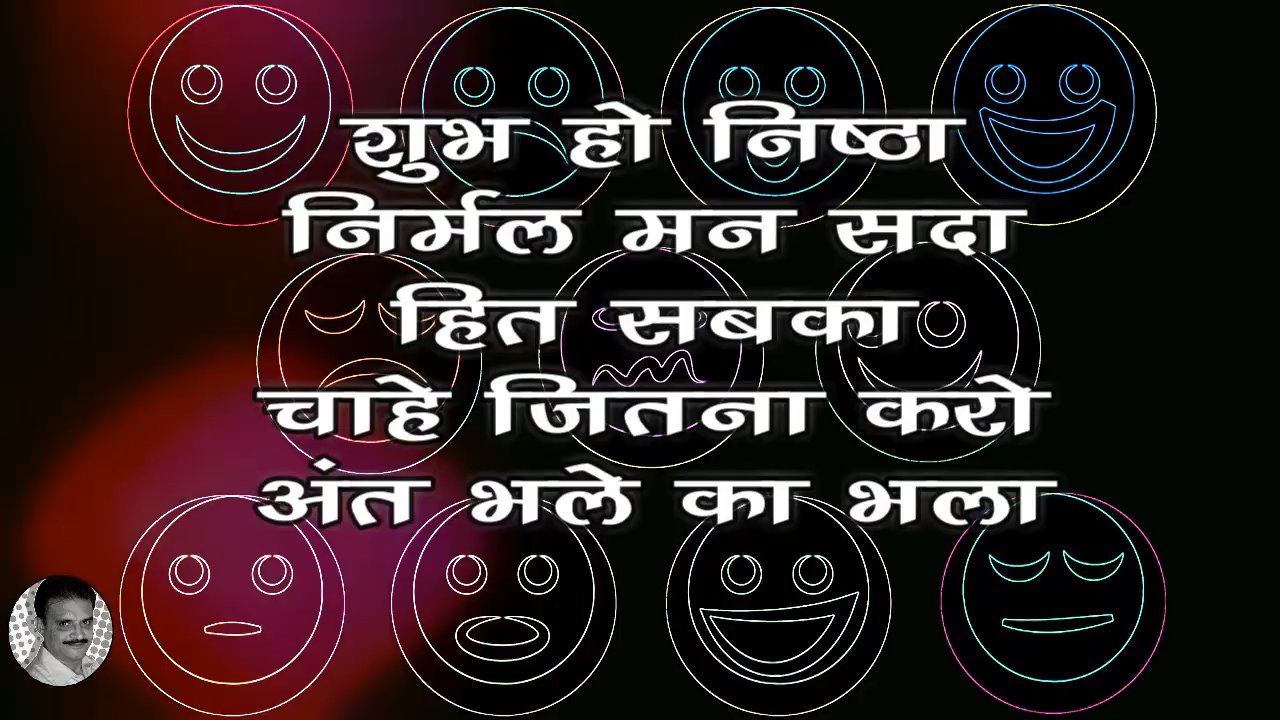 शुभ हो निष्ठा
निर्मल मन सदा
हित सबका
चाहे जितना करो
अंत भले का भला